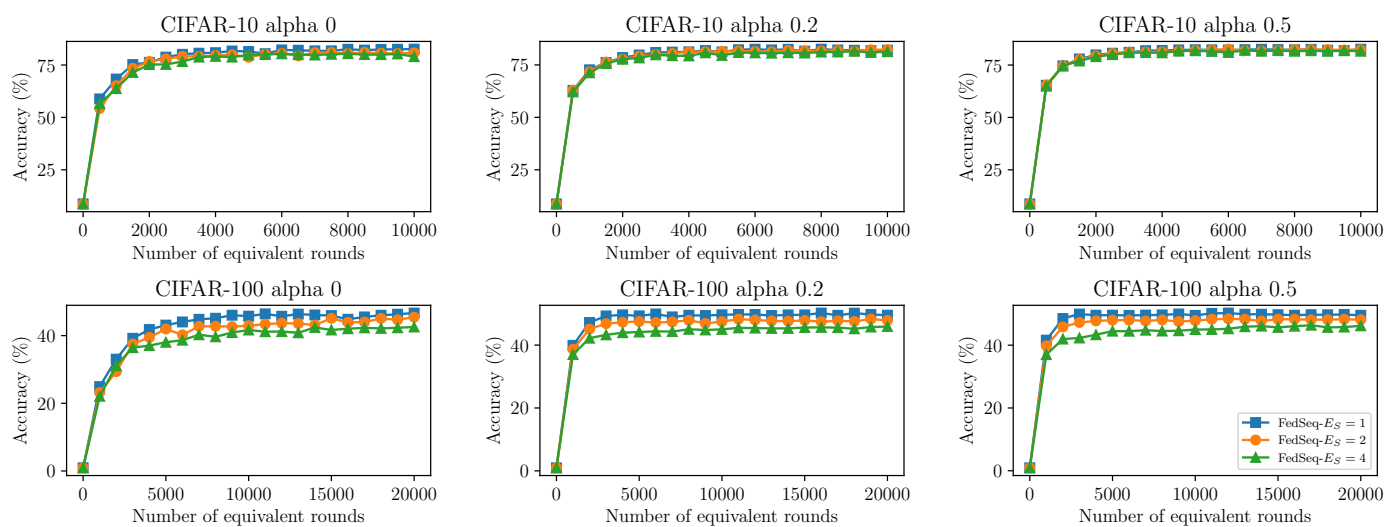 CIFAR-10 alpha 0
Accuracy (%)
75
50
25
0 2000 4000 6000 8000 10000
Number of equivalent rounds
CIFAR-10 alpha 0.2
Accuracy (%)
75
50
25
0 2000 4000 6000 8000 10000
Number of equivalent rounds
CIFAR-10 alpha 0.5
Accuracy (%)
75
50
25
0 2000 4000 6000 8000 10000
Number of equivalent rounds
CIFAR-100 alpha 0
Accuracy (%)
40
20
0
0 5000 10000 15000 20000
Number of equivalent rounds
CIFAR-100 alpha 0.2
Accuracy (%)
40
20
0
0 5000 10000 15000 20000
Number of equivalent rounds
CIFAR-100 alpha 0.5
Accuracy (%)
40
20
0
0 5000 10000 15000 20000
Number of equivalent rounds
FedSeq-E_S = 1
FedSeq-E_S = 2
FedSeq-E_S = 4